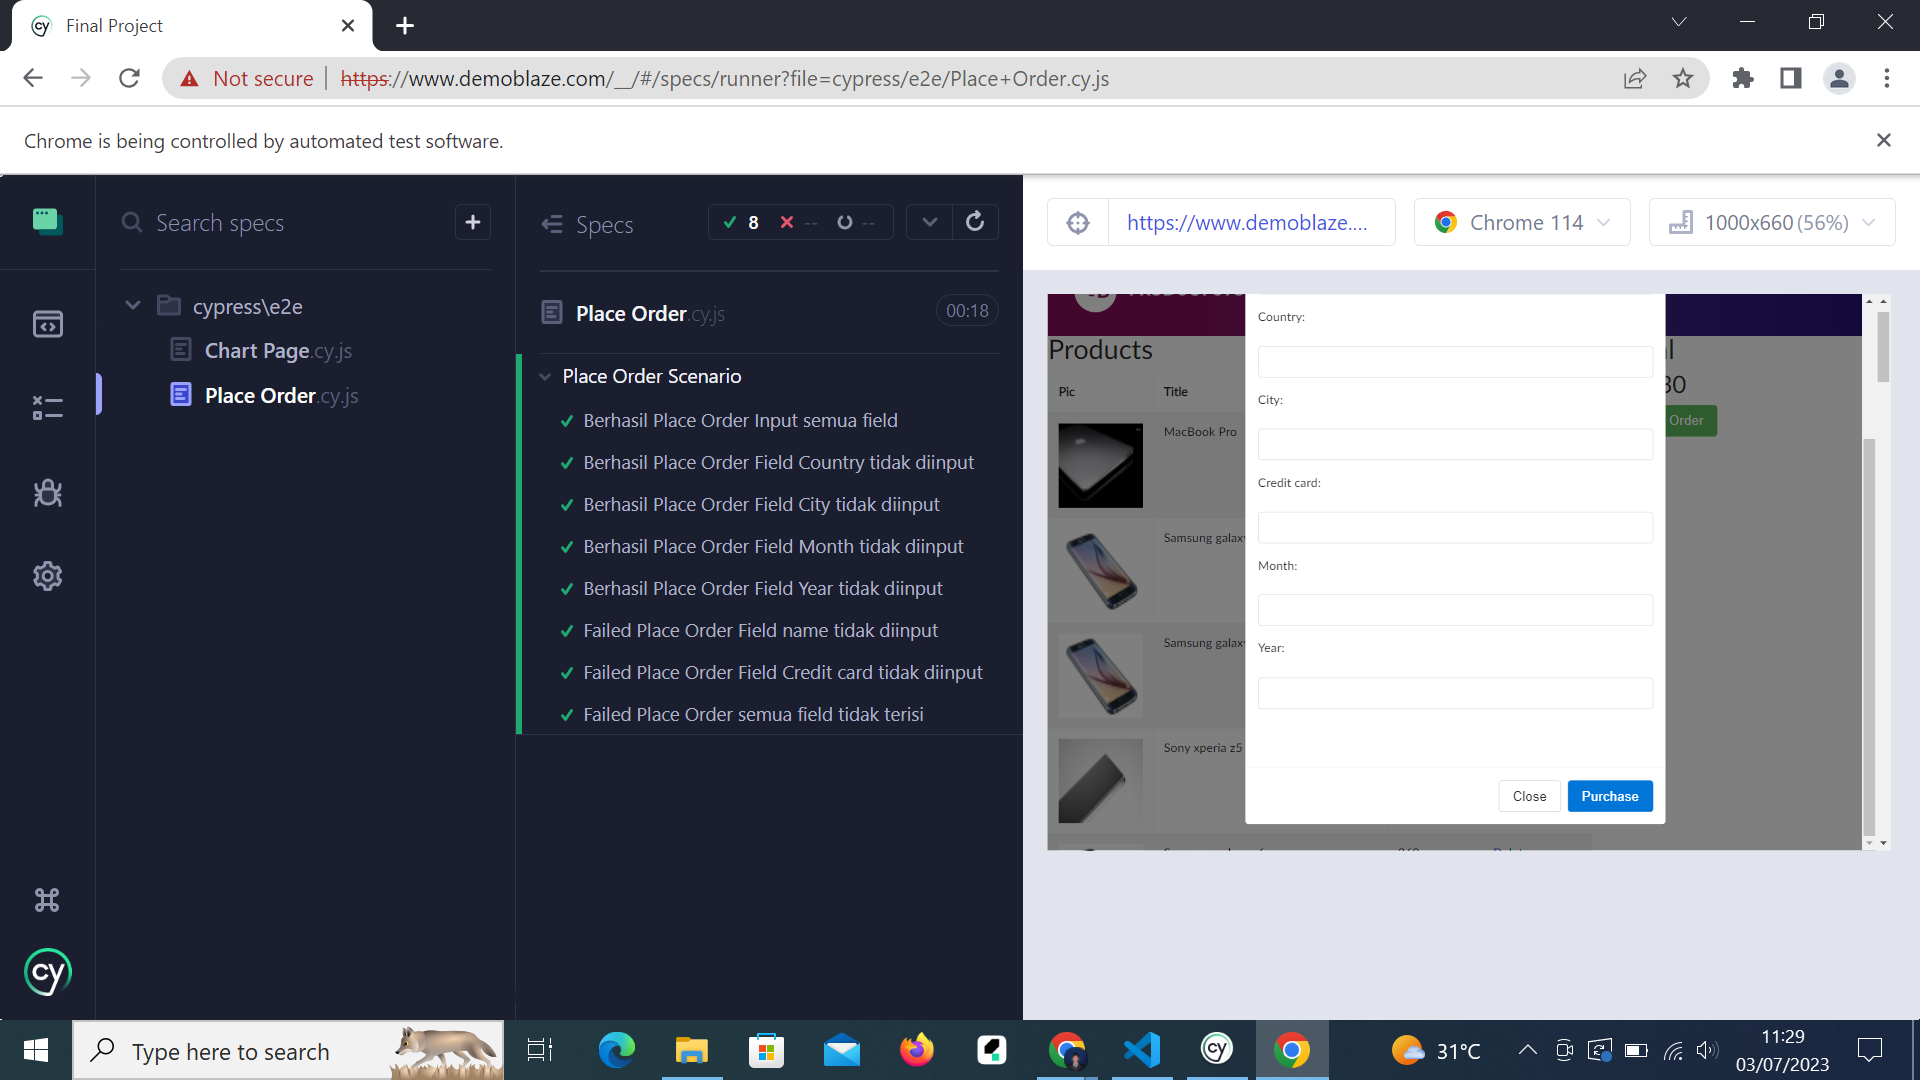 Final Project
Not secure
https://www.demoblaze.com/__/#/specs/runner?file=cypress/e2e/Place+Order.cy.js
Chrome is being controlled by automated test software.
Search specs
cypress\e2e
Chart Page.cy.js
Place Order.cy.js
Specs
8 -- --
Place Order.cy.js
00:18
Place Order Scenario
Berhasil Place Order Input semua field
Berhasil Place Order Field Country tidak diinput
Berhasil Place Order Field City tidak diinput
Berhasil Place Order Field Month tidak diinput
Berhasil Place Order Field Year tidak diinput
Failed Place Order Field name tidak diinput
Failed Place Order Field Credit card tidak diinput
Failed Place Order semua field tidak terisi
https://www.demoblaze....
Chrome 114
1000x660 (56%)
Products
Pic
Title
MacBook Pro
Samsung galaxy
Samsung galaxy
Sony xperia z5
Country:
City:
Credit card:
Month:
Year:
Close
Purchase
30
Order
cy
Type here to search
31°C
11:29
03/07/2023